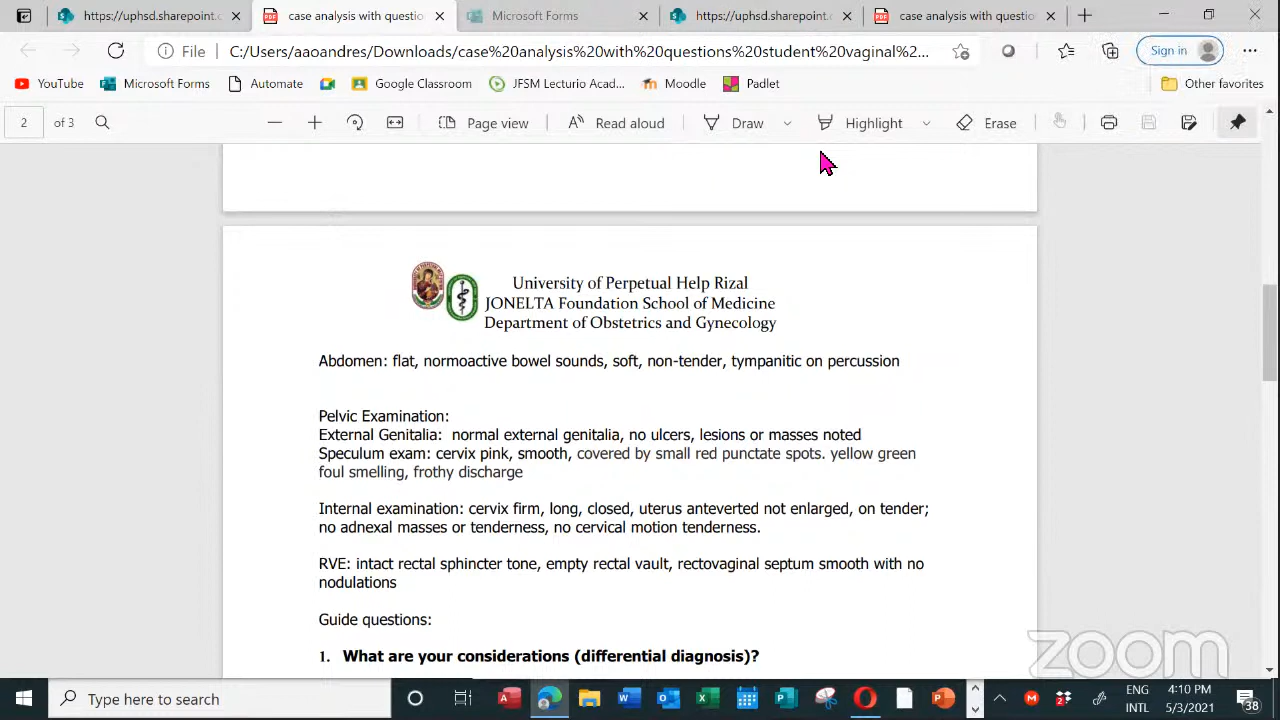 https://uphsd.sharepoint.c
case analysis with questio
Microsoft Forms
https://uphsd.sharepoint.
case analysis with questio
File
C:/Users/aaoandres/Downloads/case%20analysis%20with%20questions%20student%20vaginal%2...
Sign in
YouTube
Microsoft Forms
Automate
Google Classroom
JFSM Lecturio Acad...
Moodle
Padlet
Other favorites
2 of 3
Page view
Read aloud
Draw
Highlight
Erase
University of Perpetual Help Rizal
JONELTA Foundation School of Medicine
Department of Obstetrics and Gynecology
Abdomen: flat, normoactive bowel sounds, soft, non-tender, tympanitic on percussion
Pelvic Examination:
External Genitalia: normal external genitalia, no ulcers, lesions or masses noted
Speculum exam: cervix pink, smooth, covered by small red punctate spots. yellow green
foul smelling, frothy discharge
Internal examination: cervix firm, long, closed, uterus anteverted not enlarged, on tender;
no adnexal masses or tenderness, no cervical motion tenderness.
RVE: intact rectal sphincter tone, empty rectal vault, rectovaginal septum smooth with no
nodulations
Guide questions:
1. What are your considerations (differential diagnosis)?
zoom
Type here to search
ENG
INTL
4:10 PM
5/3/2021
38